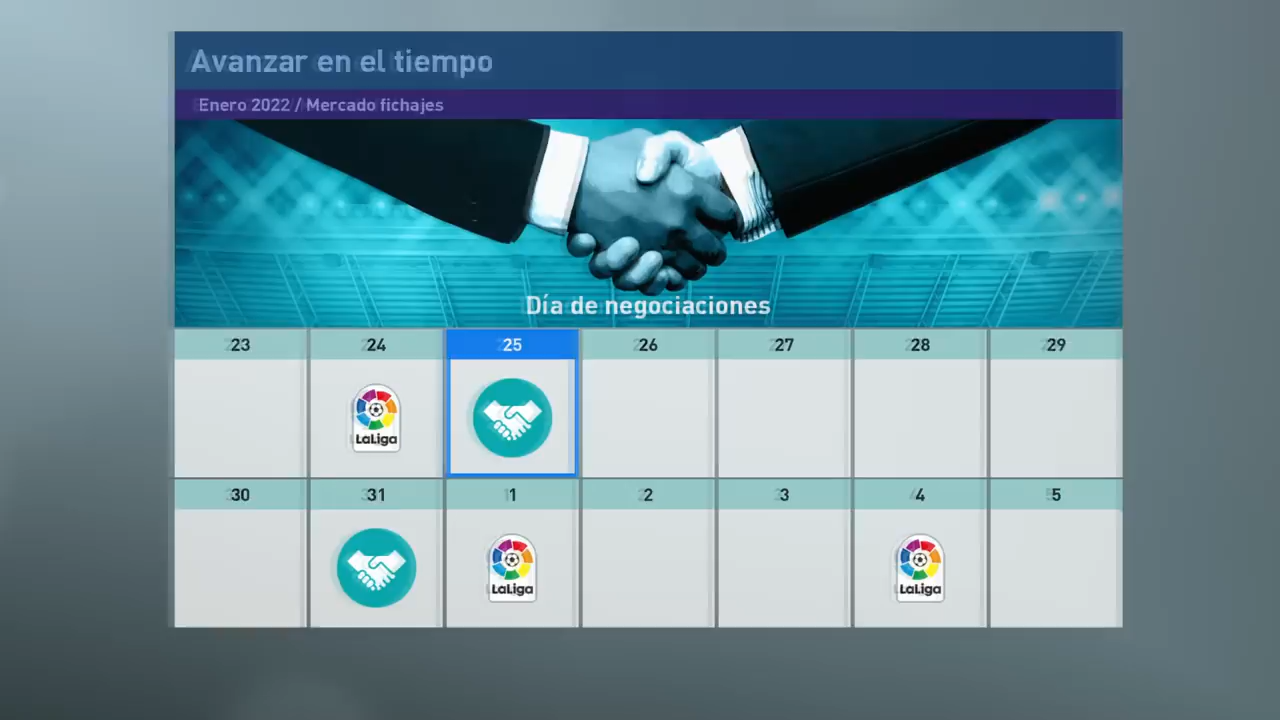 Avanzar en el tiempo
Enero 2022 / Mercado fichajes
Día de negociaciones
23 24 25 26 27 28 29
LaLiga
30 31 1 2 3 4 5
LaLiga LaLiga